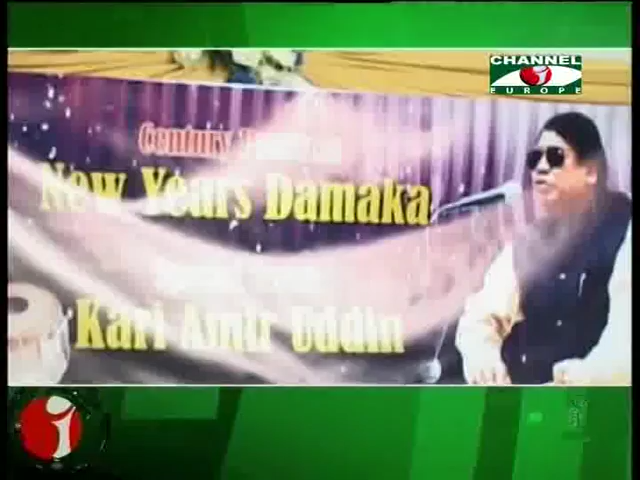 CHANNEL
i
EUROPE
Century
New Years Damaka
Kari Amir Uddin
i